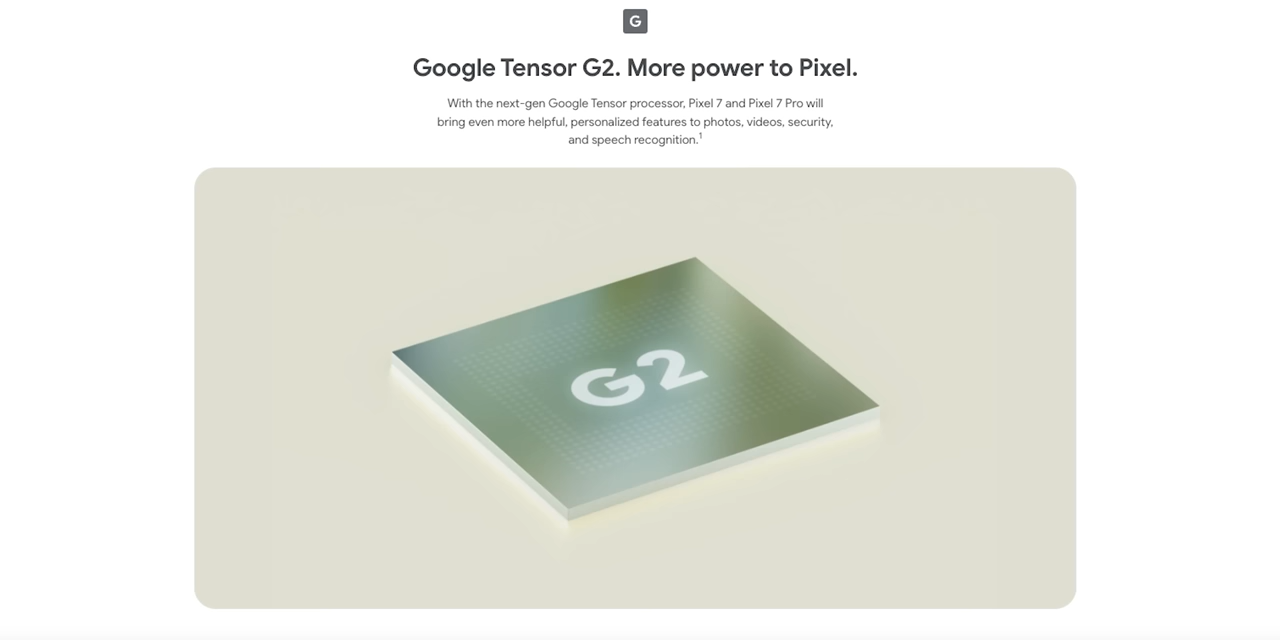 G
Google Tensor G2. More power to Pixel.
With the next-gen Google Tensor processor, Pixel 7 and Pixel 7 Pro will
bring even more helpful, personalized features to photos, videos, security,
and speech recognition.¹
G2